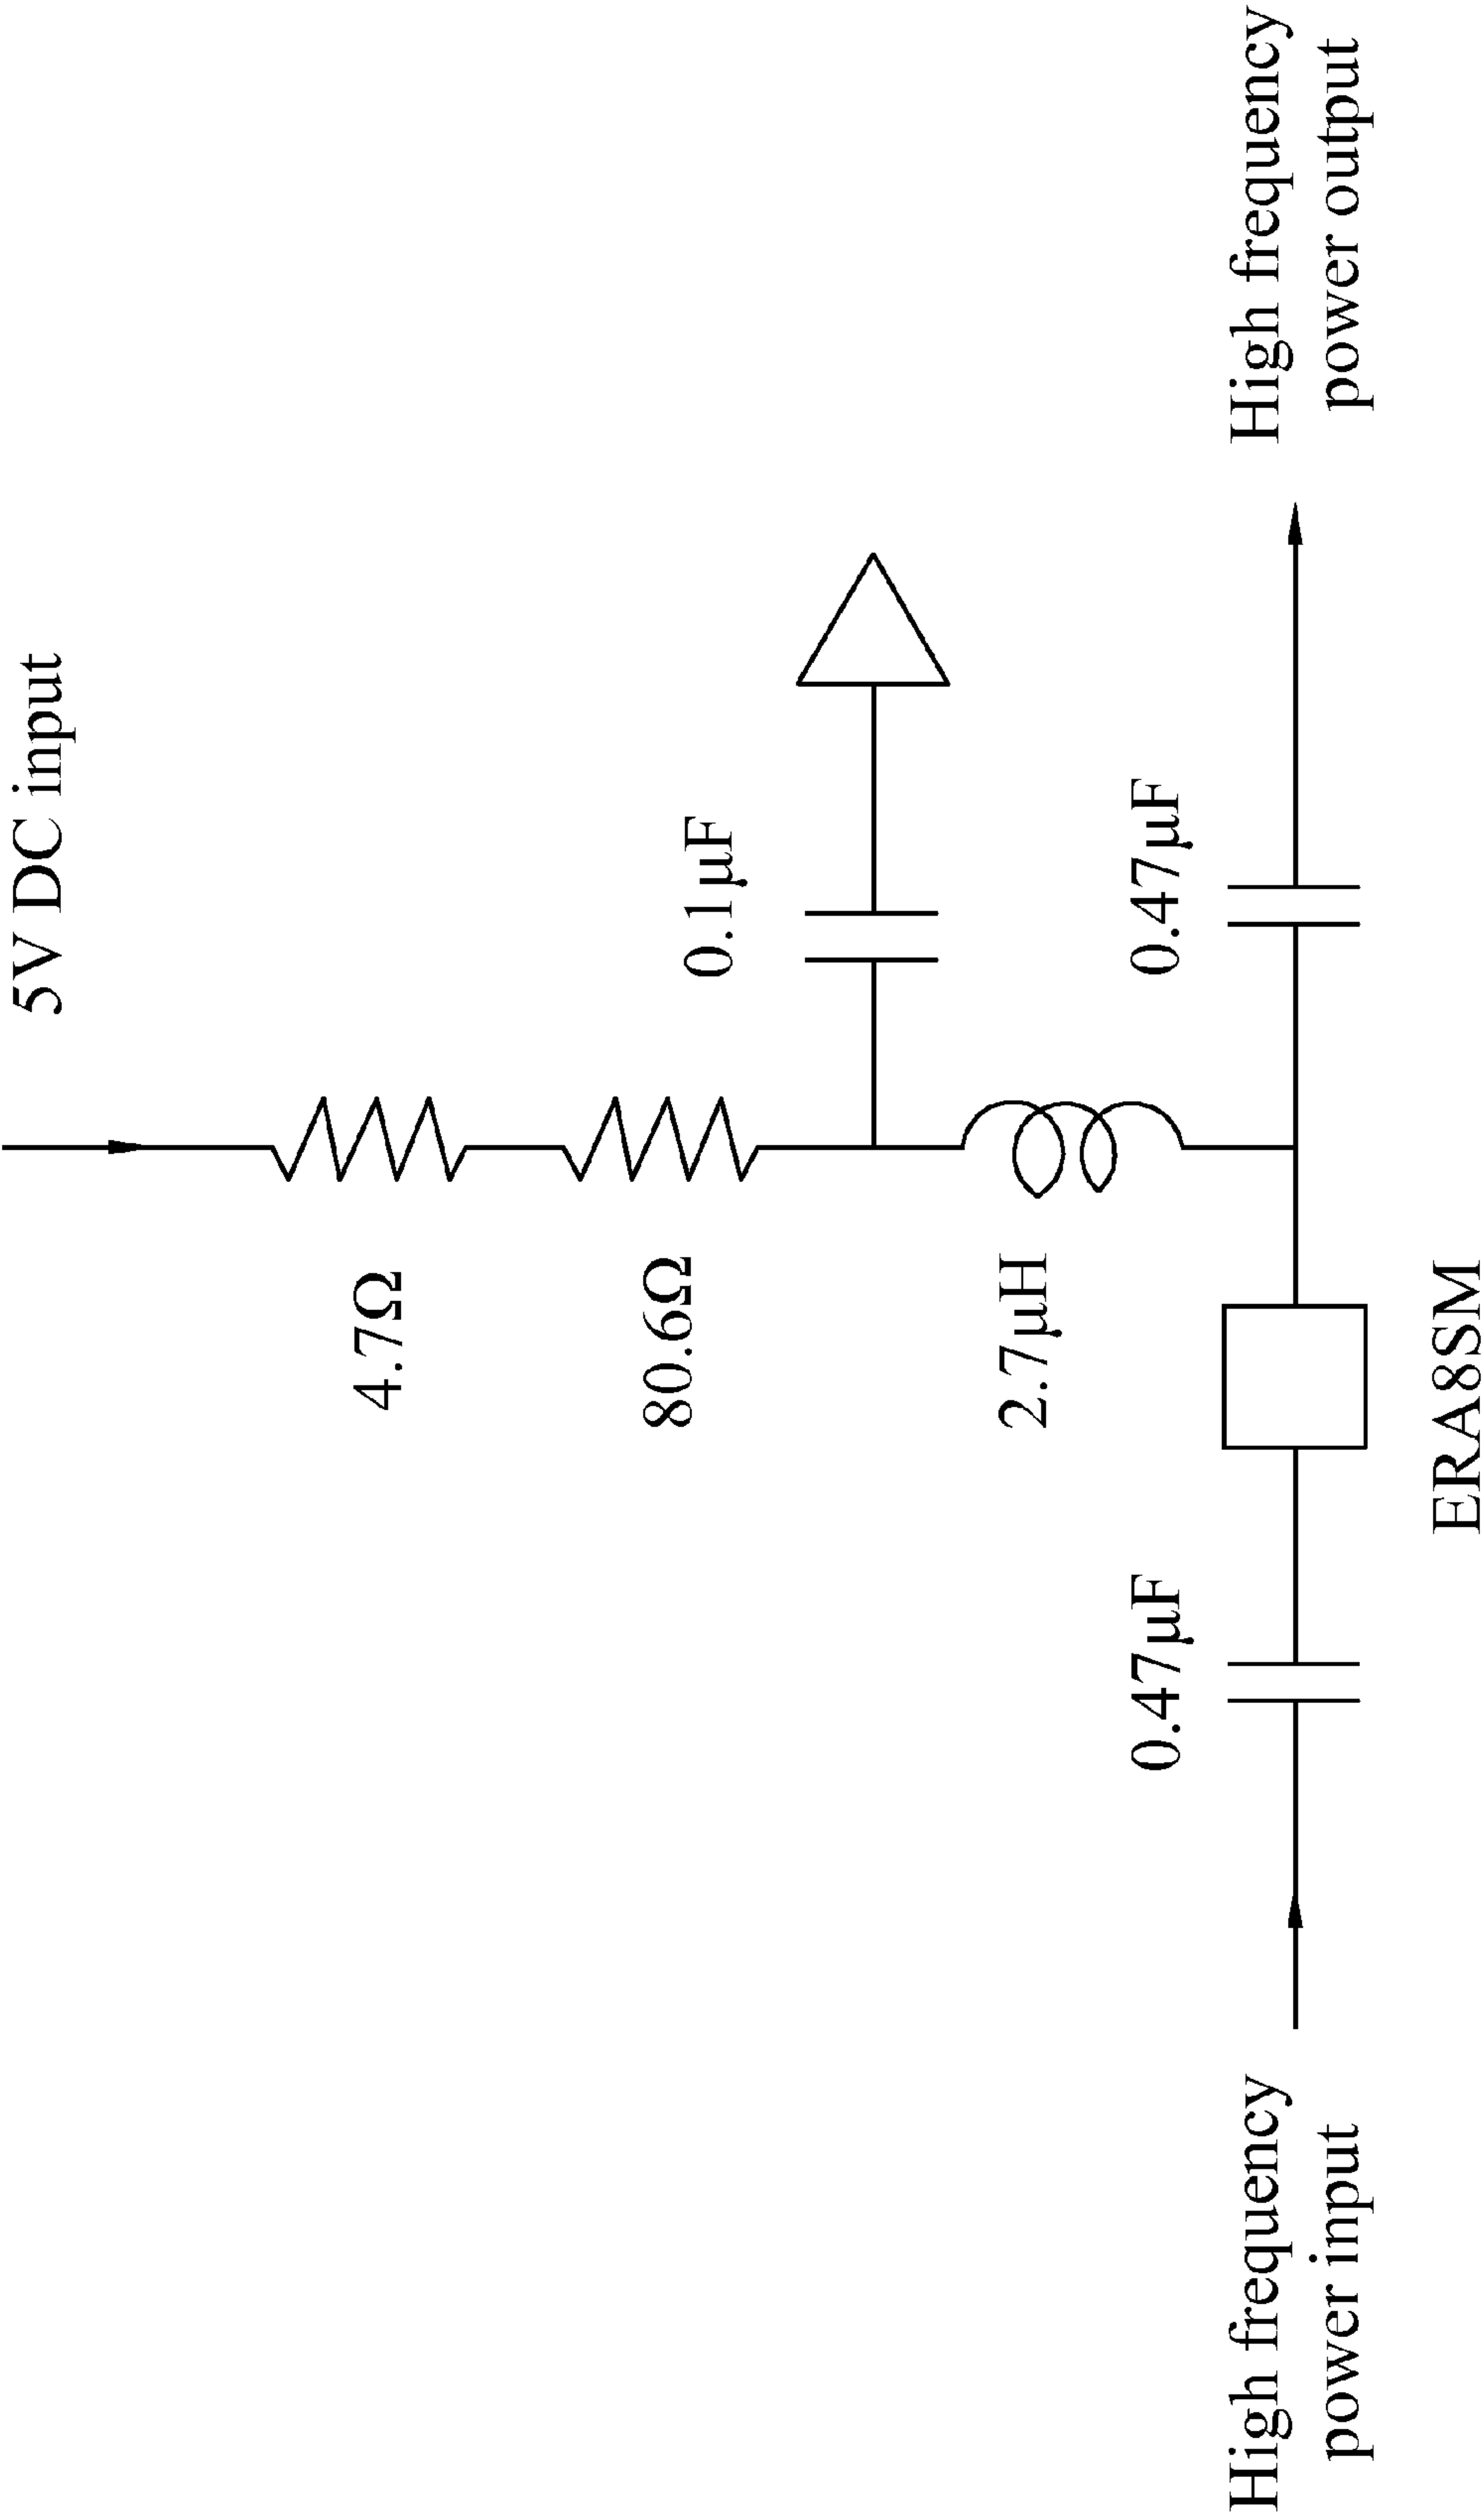 5V DC input
4.7Ω
80.6Ω
0.1μF
2.7μH
0.47μF
0.47μF
High frequency
power input
ERA8SM
High frequency
power output